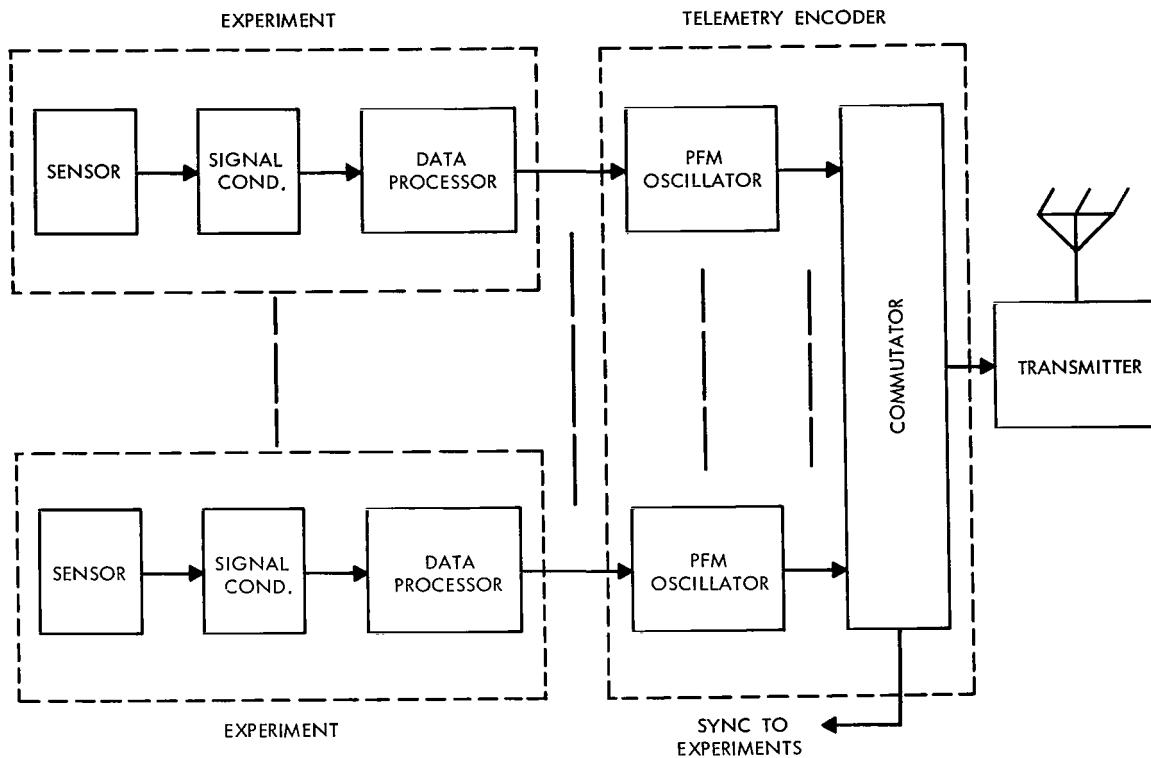 EXPERIMENT
TELEMETRY ENCODER
SENSOR
SIGNAL
COND.
DATA
PROCESSOR
PFM
OSCILLATOR
COMMUTATOR
TRANSMITTER
SENSOR
SIGNAL
COND.
DATA
PROCESSOR
PFM
OSCILLATOR
EXPERIMENT
SYNC TO
EXPERIMENTS